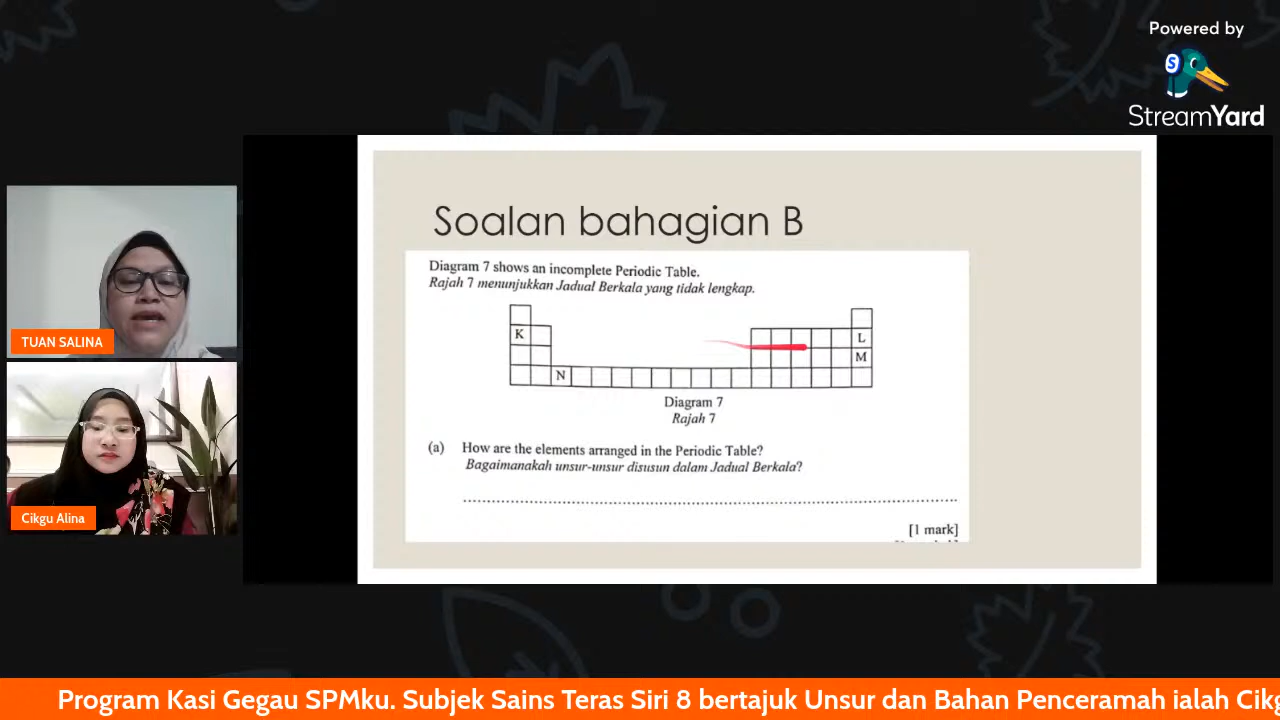 Powered by
StreamYard
Soalan bahagian B
Diagram 7 shows an incomplete Periodic Table.
Rajah 7 menunjukkan Jadual Berkala yang tidak lengkap.
K
L
M
N
Diagram 7
Rajah 7
(a) How are the elements arranged in the Periodic Table?
Bagaimanakah unsur-unsur disusun dalam Jadual Berkala?
[1 mark]
TUAN SALINA
Cikgu Alina
Program Kasi Gegau SPMku. Subjek Sains Teras Siri 8 bertajuk Unsur dan Bahan Penceramah ialah Cikg